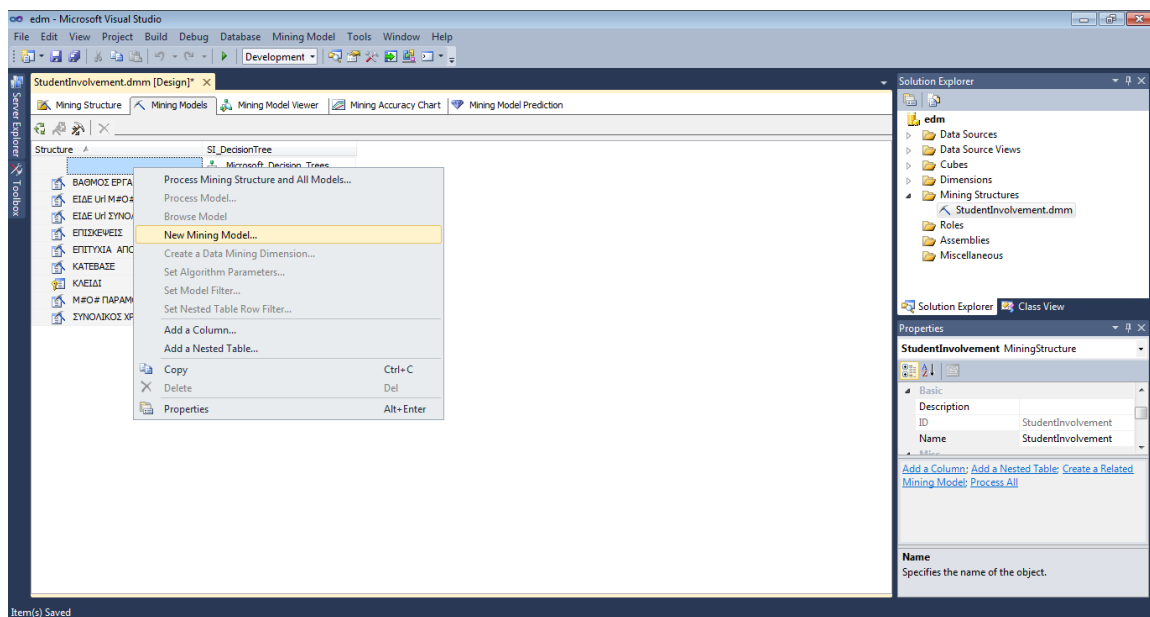 edm - Microsoft Visual Studio
File Edit View Project Build Debug Database Mining Model Tools Window Help
Development
StudentInvolvement.dmm [Design]*
Mining Structure Mining Models Mining Model Viewer Mining Accuracy Chart Mining Model Prediction
Server Explorer
Toolbox
Structure SI_DecisionTree
Microsoft_Decision_Trees
ΒΑΘΜΟΣ ΕΡΓΑ
ΕΙΔΕ Url Μ#Ο#
ΕΙΔΕ Url ΣΥΝΟΛ
ΕΠΙΣΚΕΨΕΙΣ
ΕΠΙΤΥΧΙΑ ΑΠΟ
ΚΑΤΕΒΑΣΕ
ΚΛΕΙΔΙ
Μ#Ο# ΠΑΡΑΜ
ΣΥΝΟΛΙΚΟΣ ΧΡ
Process Mining Structure and All Models...
Process Model...
Browse Model
New Mining Model...
Create a Data Mining Dimension...
Set Algorithm Parameters...
Set Model Filter...
Set Nested Table Row Filter...
Add a Column...
Add a Nested Table...
Copy Ctrl+C
Delete Del
Properties Alt+Enter
Solution Explorer
edm
Data Sources
Data Source Views
Cubes
Dimensions
Mining Structures
StudentInvolvement.dmm
Roles
Assemblies
Miscellaneous
Solution Explorer Class View
Properties
StudentInvolvement MiningStructure
Basic
Description
ID StudentInvolvement
Name StudentInvolvement
Misc
Add a Column; Add a Nested Table; Create a Related
Mining Model; Process All
Name
Specifies the name of the object.
Item(s) Saved